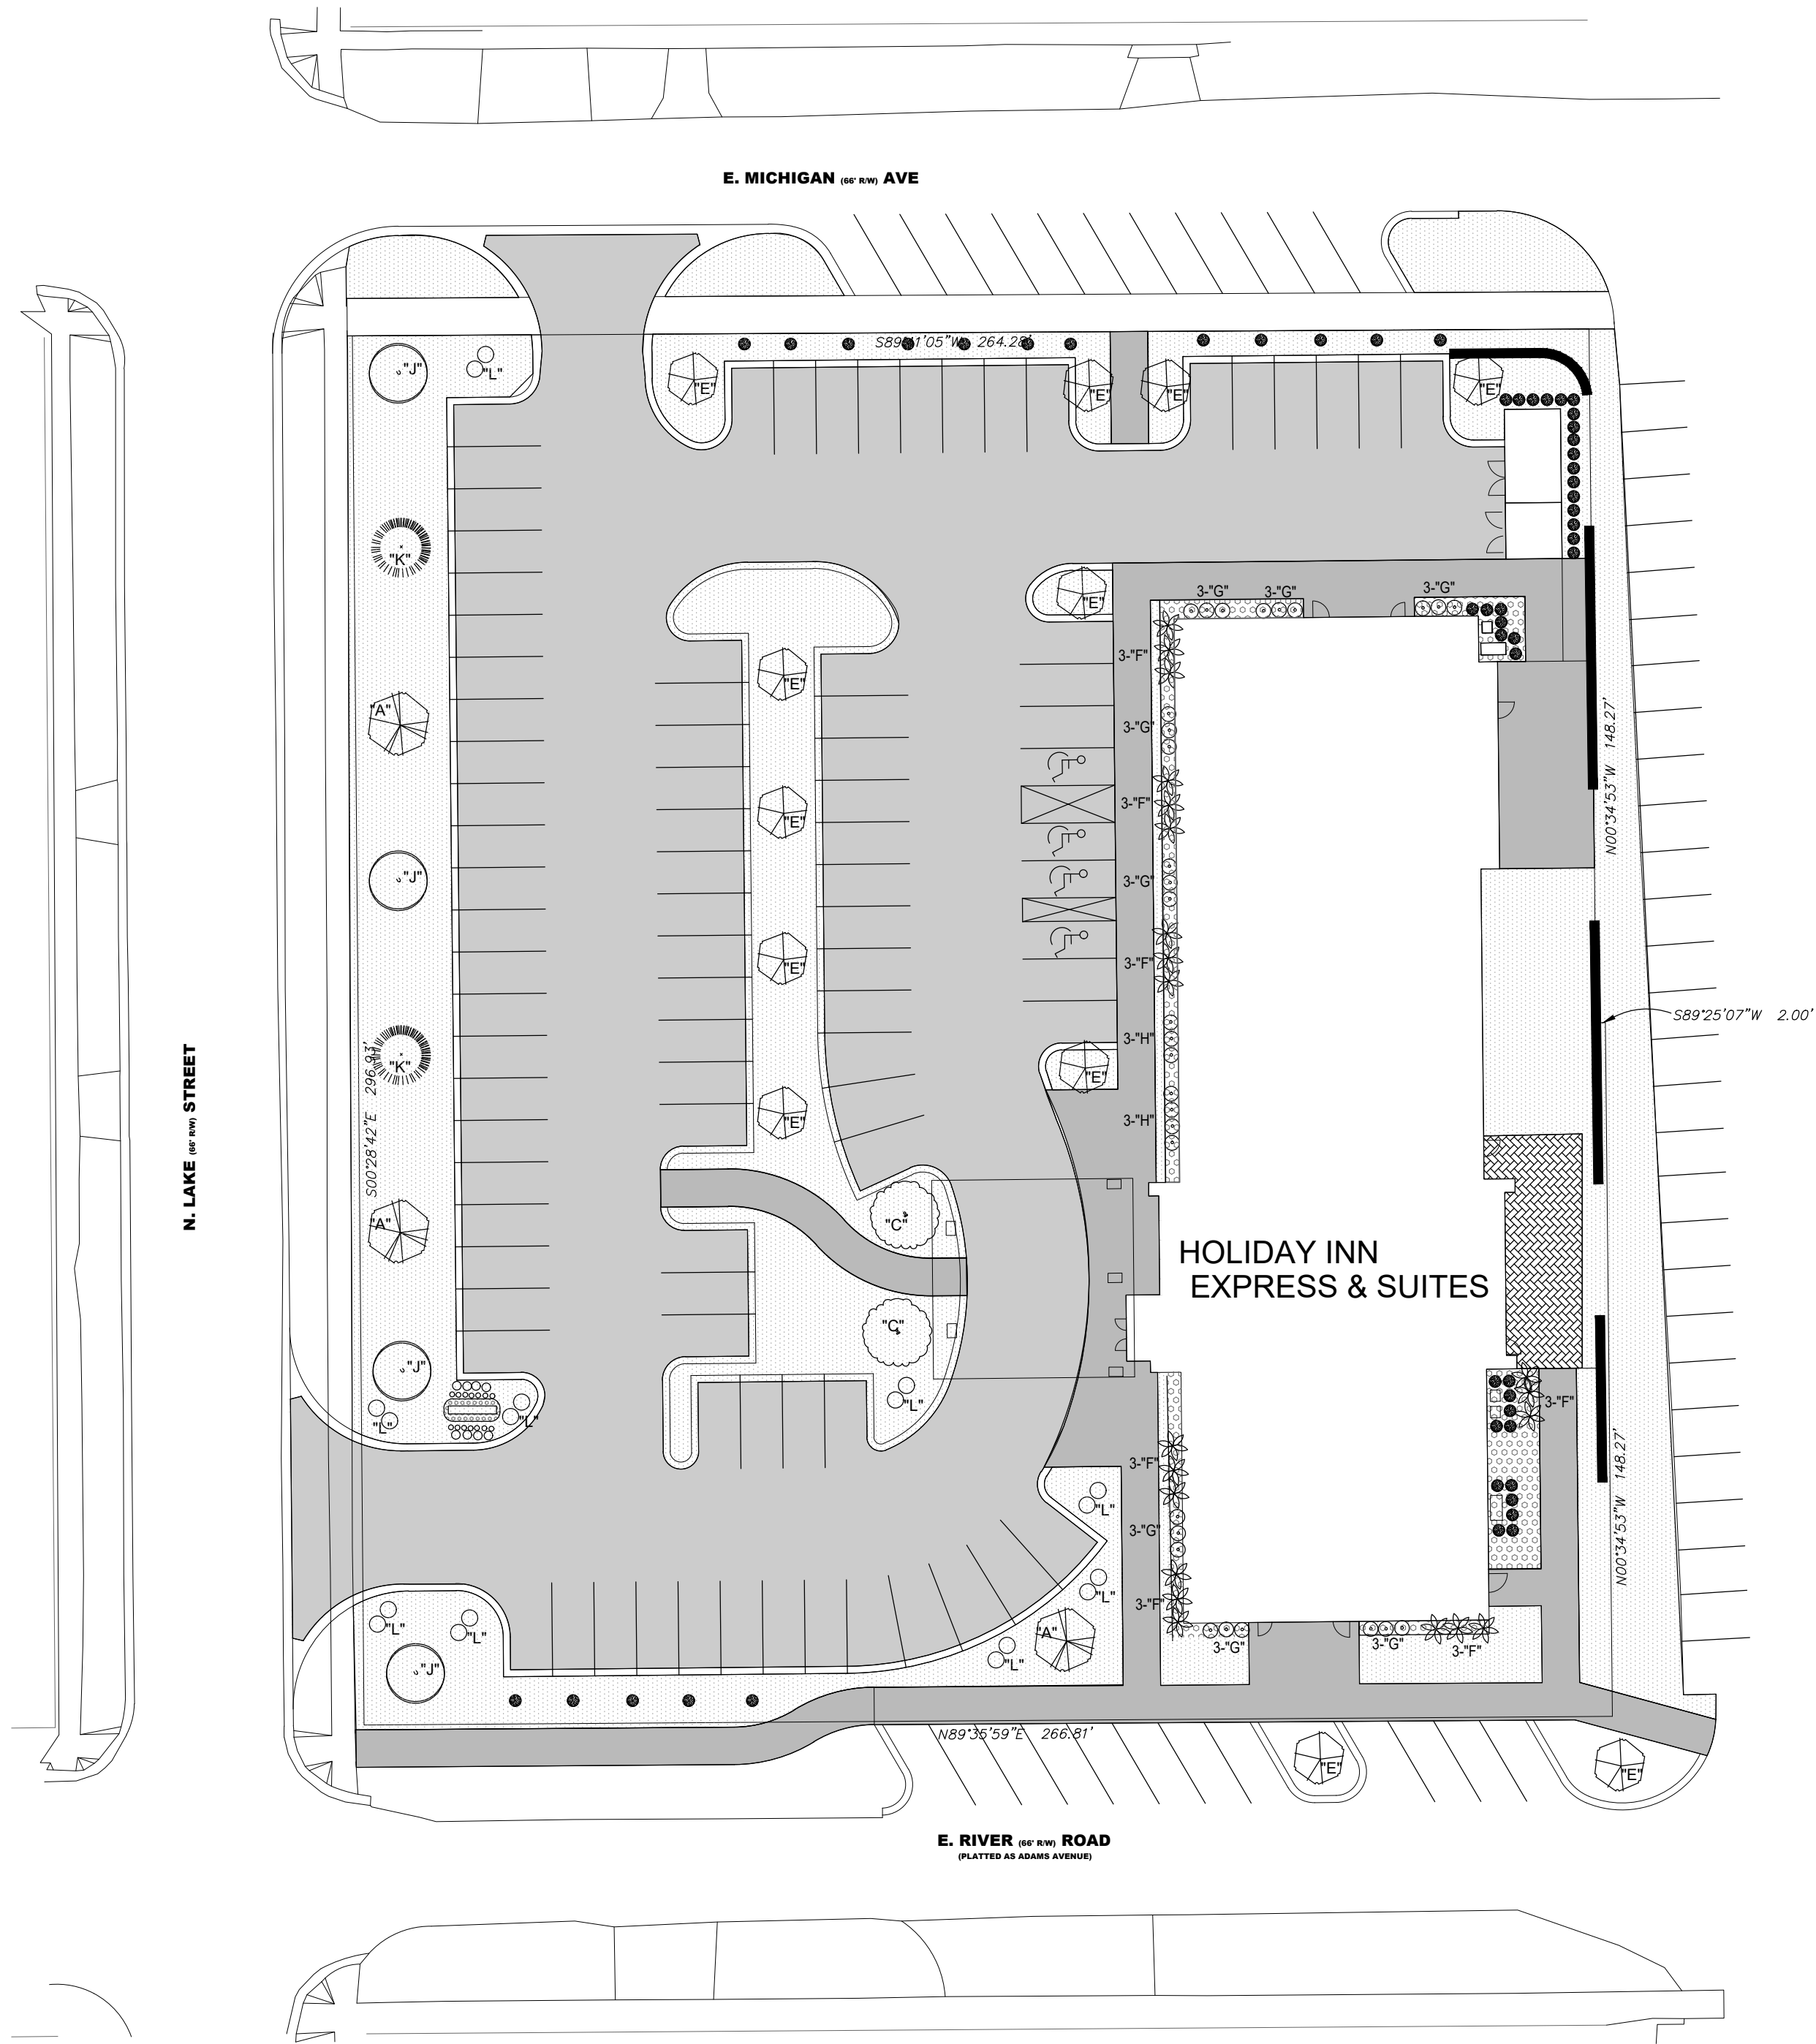 E. MICHIGAN (66' R/W) AVE
S89°41'05"W 264.28'
"J"
"L"
"E"
"E"
"E"
"E"
"K"
3-"G"
3-"G"
3-"G"
"E"
3-"F"
"E"
"A"
3-"G"
N00°34'53"W 148.27'
3-"F"
"E"
"J"
3-"G"
3-"F"
"E"
S89°25'07"W 2.00'
3-"H"
"K"
"E"
S00°28'42"E 296.93'
N. LAKE (66' R/W) STREET
3-"H"
"E"
"A"
"C"
HOLIDAY INN
EXPRESS & SUITES
"C"
"J"
"L"
"L"
"L"
3-"F"
3-"F"
N00°34'53"W 148.27'
"L"
3-"G"
"L"
3-"F"
"L"
"L"
"A"
3-"G"
3-"G"
3-"F"
"L"
"J"
N89°35'59"E 266.81'
"E"
"E"
E. RIVER (66' R/W) ROAD
(PLATTED AS ADAMS AVENUE)